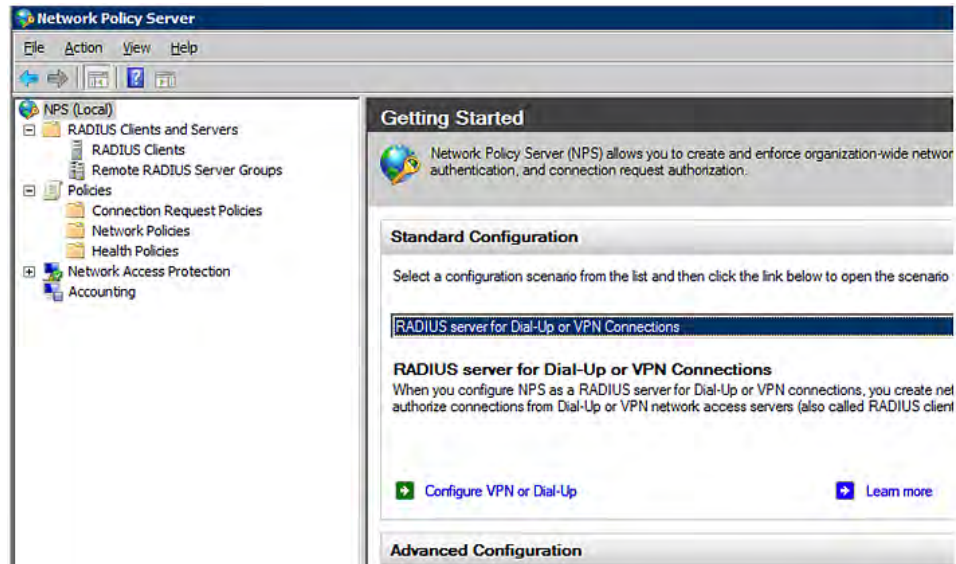 Network Policy Server
File Action View Help
NPS (Local)
RADIUS Clients and Servers
RADIUS Clients
Remote RADIUS Server Groups
Policies
Connection Request Policies
Network Policies
Health Policies
Network Access Protection
Accounting
Getting Started
Network Policy Server (NPS) allows you to create and enforce organization-wide networ
authentication, and connection request authorization.
Standard Configuration
Select a configuration scenario from the list and then click the link below to open the scenario
RADIUS server for Dial-Up or VPN Connections
RADIUS server for Dial-Up or VPN Connections
When you configure NPS as a RADIUS server for Dial-Up or VPN connections, you create net
authorize connections from Dial-Up or VPN network access servers (also called RADIUS client
Configure VPN or Dial-Up
Learn more
Advanced Configuration